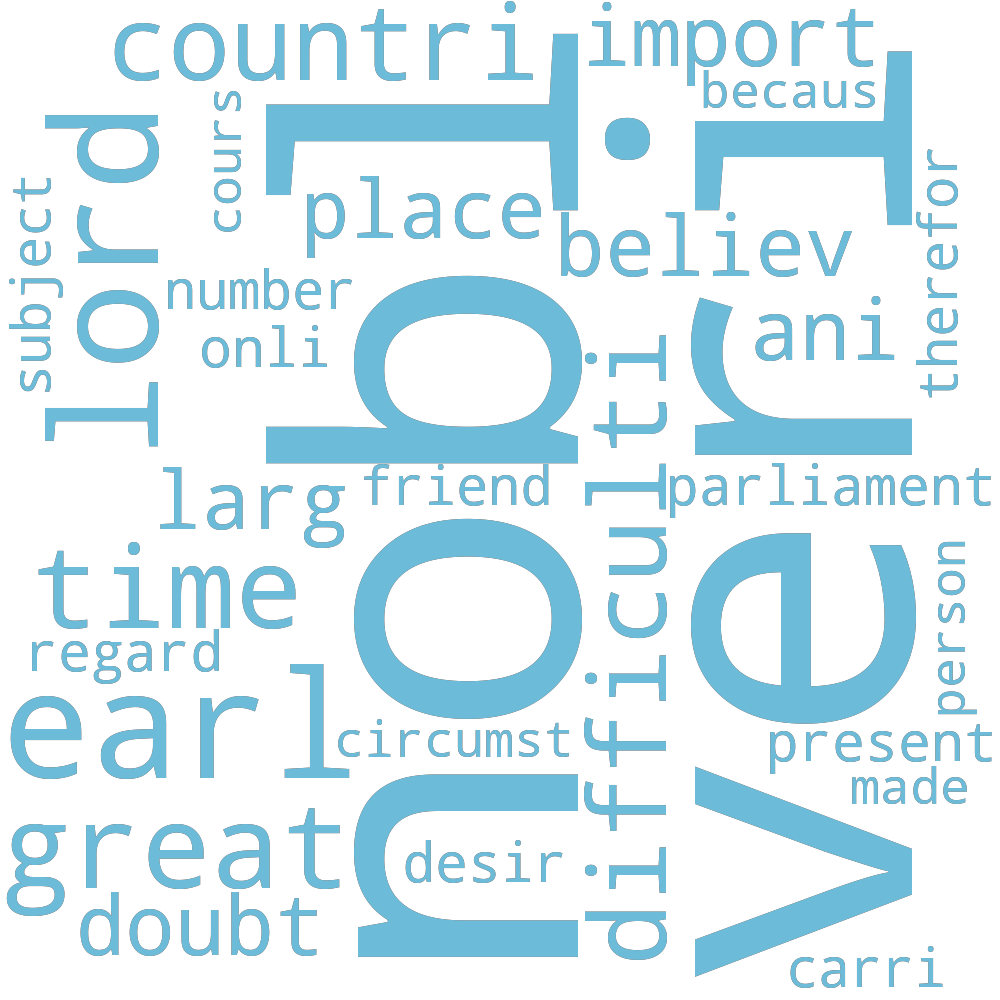 countri
import
becaus
cours
lord
subject
place
believ
therefor
number
onli
ani
nobl
veri
difficulti
larg
friend
parliament
time
regard
person
earl
circumst
present
made
great
desir
doubt
carri